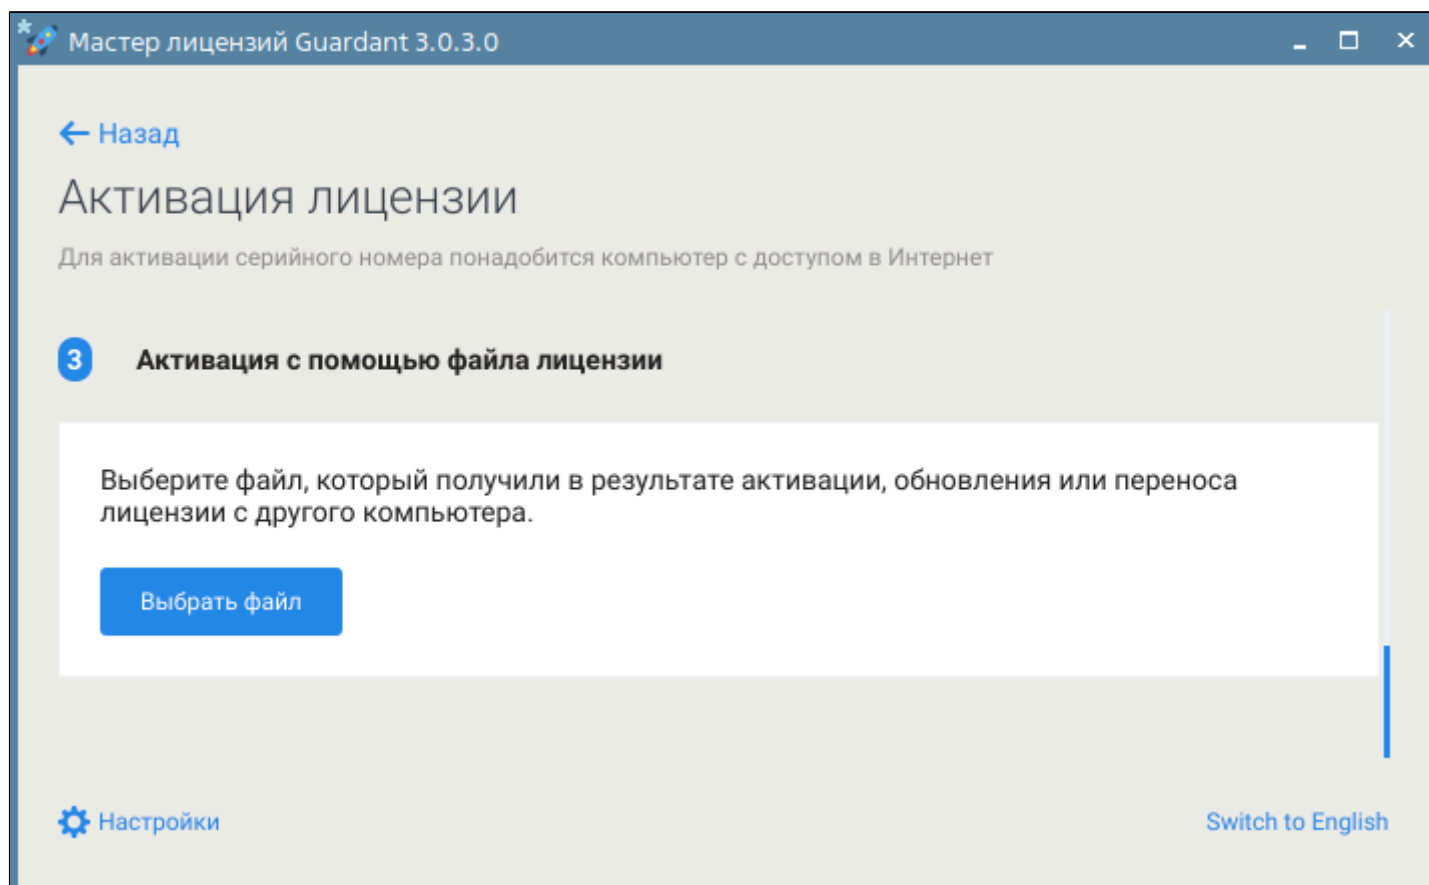 Мастер лицензий Guardant 3.0.3.0
Назад
Активация лицензии
Для активации серийного номера понадобится компьютер с доступом в Интернет
3 Активация с помощью файла лицензии
Выберите файл, который получили в результате активации, обновления или переноса
лицензии с другого компьютера.
Выбрать файл
Настройки
Switch to English